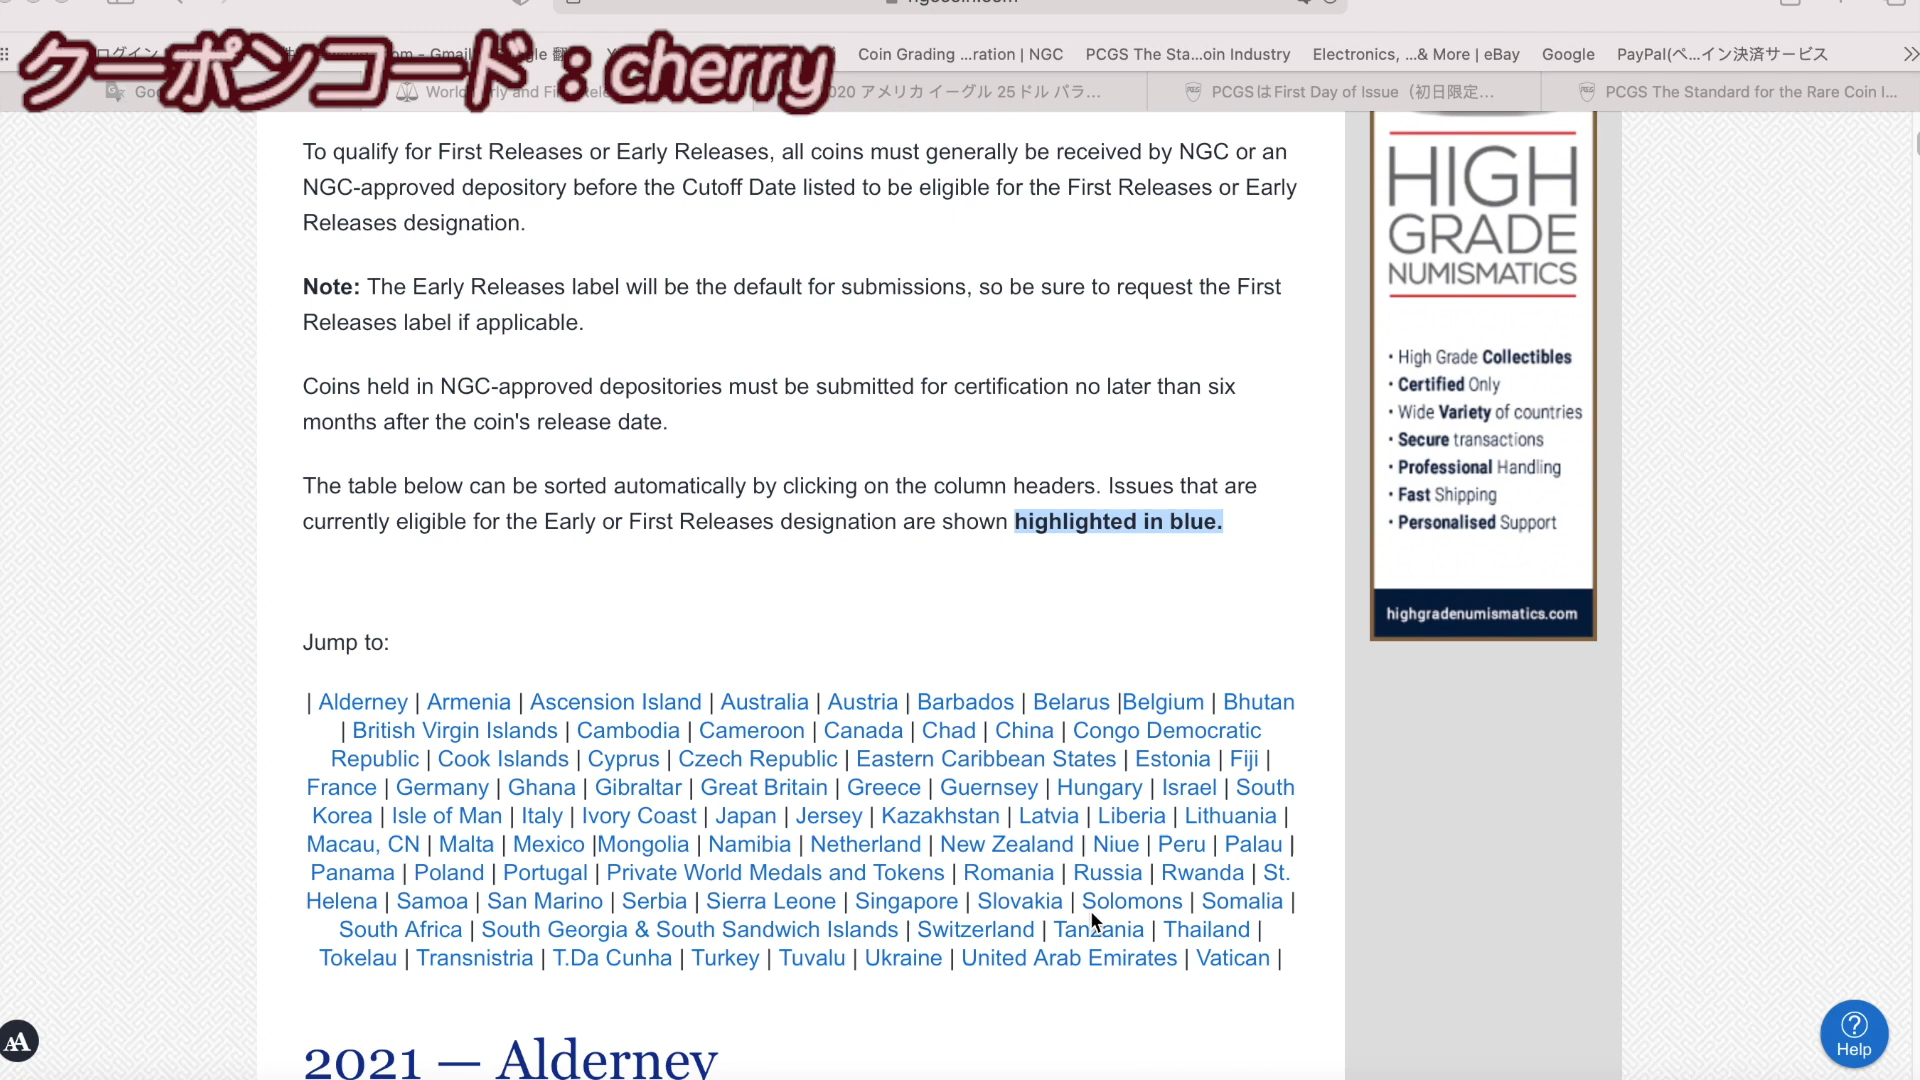 クーポンコード：cherry
Coin Grading ...ration | NGC
PCGS The Sta...oin Industry
Electronics, ...& More | eBay
Google
PayPal(ペ...イン決済サービス
020 アメリカ イーグル 25ドル パラ...
PCGSはFirst Day of Issue（初日限定...
PCGS The Standard for the Rare Coin I...
To qualify for First Releases or Early Releases, all coins must generally be received by NGC or an
NGC-approved depository before the Cutoff Date listed to be eligible for the First Releases or Early
Releases designation.
Note: The Early Releases label will be the default for submissions, so be sure to request the First
Releases label if applicable.
Coins held in NGC-approved depositories must be submitted for certification no later than six
months after the coin's release date.
The table below can be sorted automatically by clicking on the column headers. Issues that are
currently eligible for the Early or First Releases designation are shown highlighted in blue.
Jump to:
| Alderney | Armenia | Ascension Island | Australia | Austria | Barbados | Belarus |Belgium | Bhutan
| British Virgin Islands | Cambodia | Cameroon | Canada | Chad | China | Congo Democratic
Republic | Cook Islands | Cyprus | Czech Republic | Eastern Caribbean States | Estonia | Fiji |
France | Germany | Ghana | Gibraltar | Great Britain | Greece | Guernsey | Hungary | Israel | South
Korea | Isle of Man | Italy | Ivory Coast | Japan | Jersey | Kazakhstan | Latvia | Liberia | Lithuania |
Macau, CN | Malta | Mexico |Mongolia | Namibia | Netherland | New Zealand | Niue | Peru | Palau |
Panama | Poland | Portugal | Private World Medals and Tokens | Romania | Russia | Rwanda | St.
Helena | Samoa | San Marino | Serbia | Sierra Leone | Singapore | Slovakia | Solomons | Somalia |
South Africa | South Georgia & South Sandwich Islands | Switzerland | Tanzania | Thailand |
Tokelau | Transnistria | T.Da Cunha | Turkey | Tuvalu | Ukraine | United Arab Emirates | Vatican |
2021 — Alderney
HIGH
GRADE
NUMISMATICS
• High Grade Collectibles
• Certified Only
• Wide Variety of countries
• Secure transactions
• Professional Handling
• Fast Shipping
• Personalised Support
highgradenumismatics.com
AA
Help